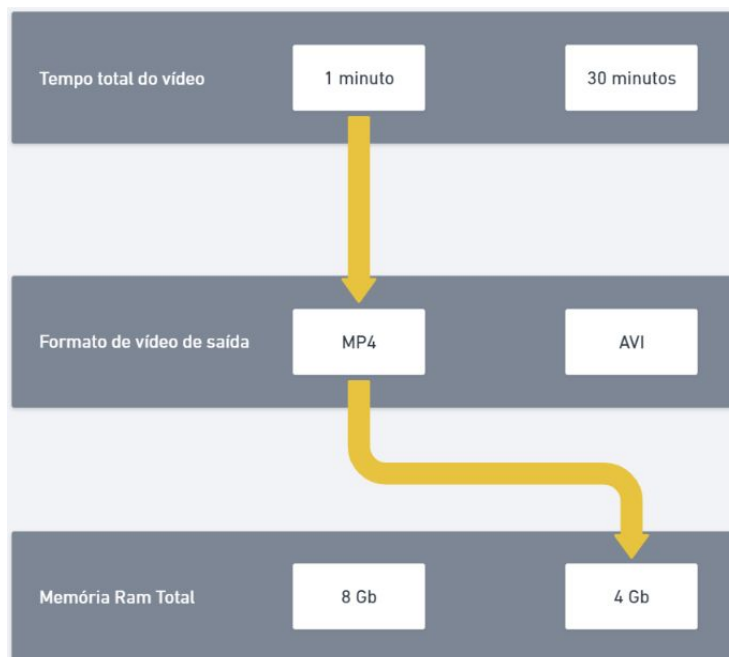 Tempo total do vídeo 1 minuto 30 minutos
Formato de vídeo de saída MP4 AVI
Memória Ram Total 8 Gb 4 Gb